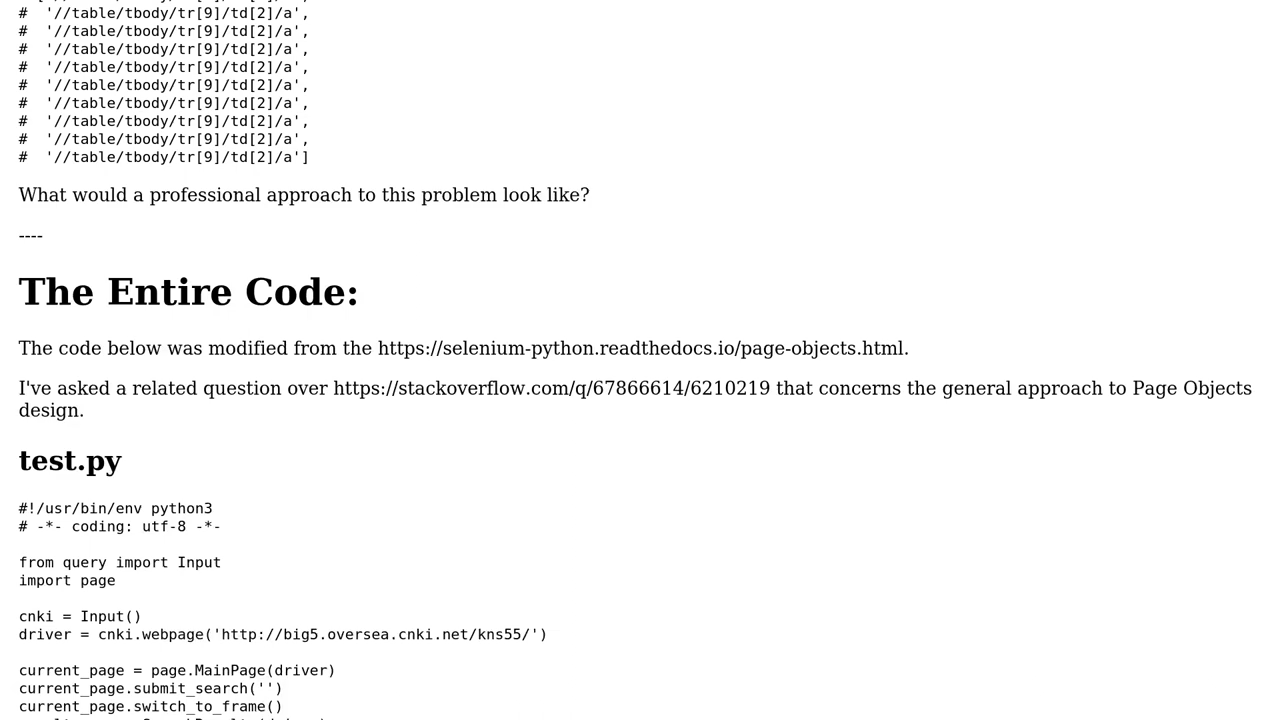 #  '//table/tbody/tr[9]/td[2]/a',
#  '//table/tbody/tr[9]/td[2]/a',
#  '//table/tbody/tr[9]/td[2]/a',
#  '//table/tbody/tr[9]/td[2]/a',
#  '//table/tbody/tr[9]/td[2]/a',
#  '//table/tbody/tr[9]/td[2]/a',
#  '//table/tbody/tr[9]/td[2]/a',
#  '//table/tbody/tr[9]/td[2]/a',
#  '//table/tbody/tr[9]/td[2]/a']
What would a professional approach to this problem look like?
----
The Entire Code:
The code below was modified from the https://selenium-python.readthedocs.io/page-objects.html.
I've asked a related question over https://stackoverflow.com/q/67866614/6210219 that concerns the general approach to Page Objects
design.
test.py
#!/usr/bin/env python3
# -*- coding: utf-8 -*-
from query import Input
import page
cnki = Input()
driver = cnki.webpage('http://big5.oversea.cnki.net/kns55/')
current_page = page.MainPage(driver)
current_page.submit_search('')
current_page.switch_to_frame()